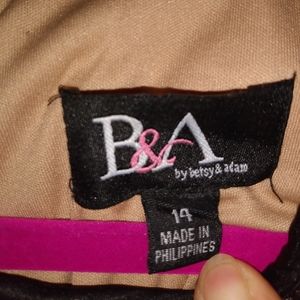 B&A
by betsy & adam
14
MADE IN
PHILIPPINES